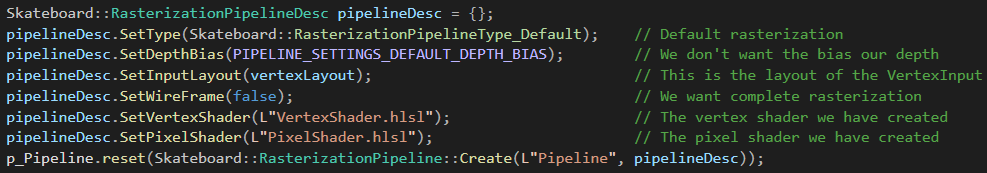 Skateboard::RasterizationPipelineDesc pipelineDesc = {};
pipelineDesc.SetType(Skateboard::RasterizationPipelineType_Default); // Default rasterization
pipelineDesc.SetDepthBias(PIPELINE_SETTINGS_DEFAULT_DEPTH_BIAS); // We don't want the bias our depth
pipelineDesc.SetInputLayout(vertexLayout); // This is the layout of the VertexInput
pipelineDesc.SetWireFrame(false); // We want complete rasterization
pipelineDesc.SetVertexShader(L"VertexShader.hlsl"); // The vertex shader we have created
pipelineDesc.SetPixelShader(L"PixelShader.hlsl"); // The pixel shader we have created
p_Pipeline.reset(Skateboard::RasterizationPipeline::Create(L"Pipeline", pipelineDesc));